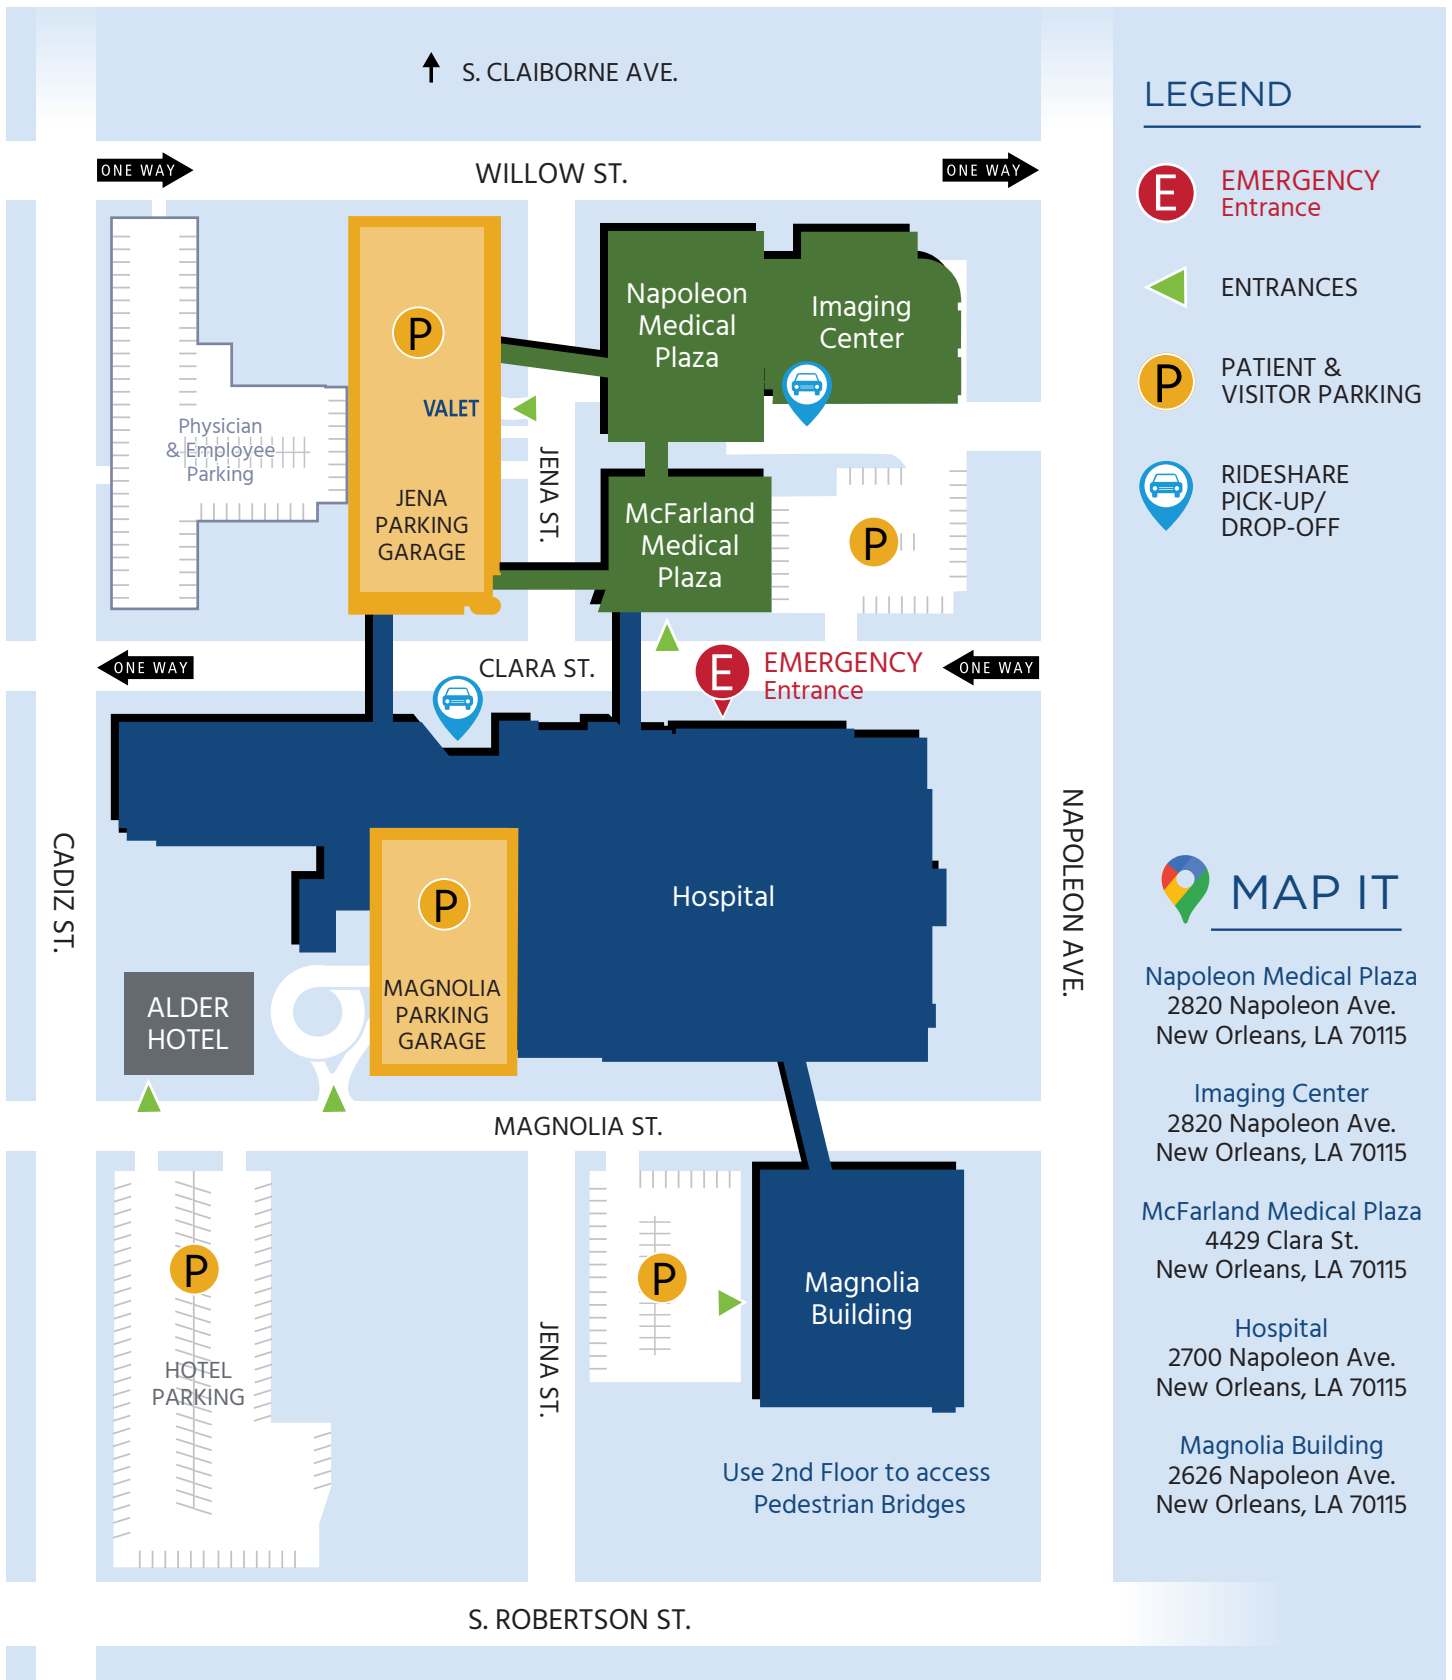 S. CLAIBORNE AVE.
ONE WAY
WILLOW ST.
ONE WAY
P
VALET
JENA
PARKING
GARAGE
Physician
& Employee
Parking
JENA ST.
Napoleon
Medical
Plaza
Imaging
Center
McFarland
Medical
Plaza
P
ONE WAY
CLARA ST.
E
EMERGENCY
Entrance
ONE WAY
CADIZ ST.
NAPOLEON AVE.
Hospital
P
MAGNOLIA
PARKING
GARAGE
ALDER
HOTEL
MAGNOLIA ST.
P
HOTEL
PARKING
JENA ST.
P
Magnolia
Building
Use 2nd Floor to access
Pedestrian Bridges
S. ROBERTSON ST.
LEGEND
E
EMERGENCY
Entrance
ENTRANCES
P
PATIENT &
VISITOR PARKING
RIDESHARE
PICK-UP/
DROP-OFF
MAP IT
Napoleon Medical Plaza
2820 Napoleon Ave.
New Orleans, LA 70115
Imaging Center
2820 Napoleon Ave.
New Orleans, LA 70115
McFarland Medical Plaza
4429 Clara St.
New Orleans, LA 70115
Hospital
2700 Napoleon Ave.
New Orleans, LA 70115
Magnolia Building
2626 Napoleon Ave.
New Orleans, LA 70115